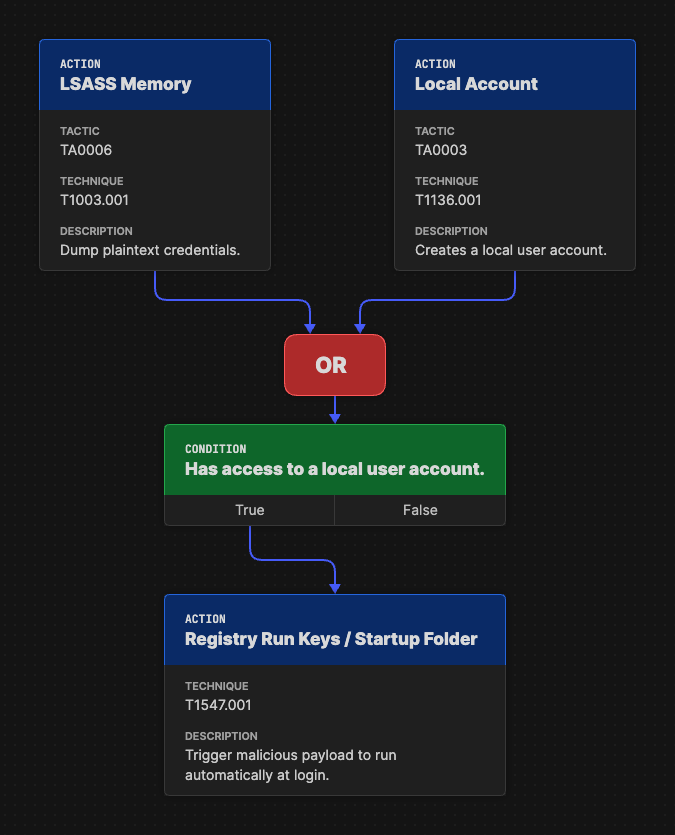 ACTION
LSASS Memory
TACTIC
TA0006
TECHNIQUE
T1003.001
DESCRIPTION
Dump plaintext credentials.
ACTION
Local Account
TACTIC
TA0003
TECHNIQUE
T1136.001
DESCRIPTION
Creates a local user account.
OR
CONDITION
Has access to a local user account.
True
False
ACTION
Registry Run Keys / Startup Folder
TECHNIQUE
T1547.001
DESCRIPTION
Trigger malicious payload to run
automatically at login.